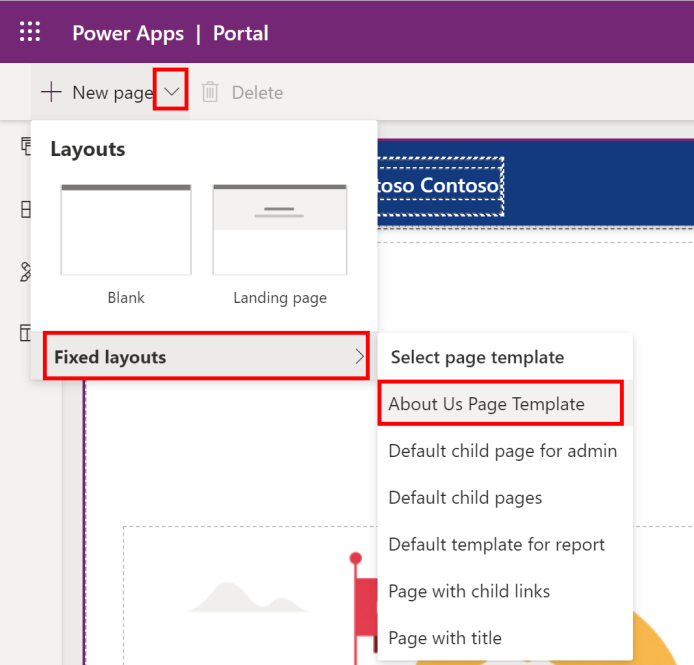 Power Apps | Portal
New page
Delete
Layouts
Blank
Landing page
toso Contoso
Fixed layouts
Select page template
About Us Page Template
Default child page for admin
Default child pages
Default template for report
Page with child links
Page with title